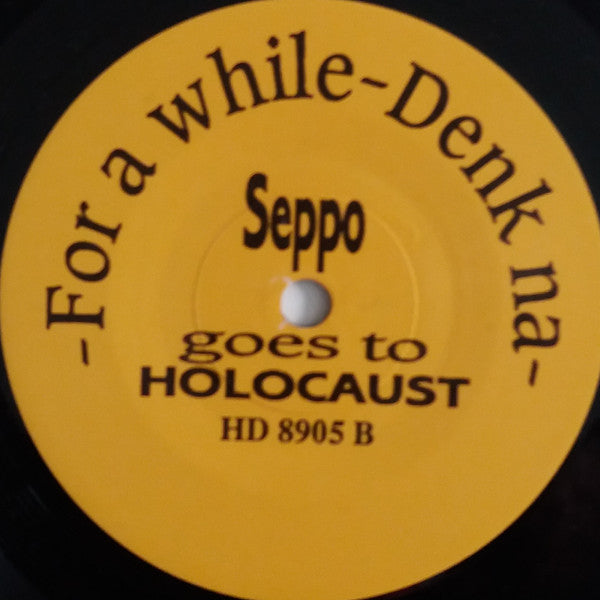 -For a while-Denk na-
Seppo
goes to
HOLOCAUST
HD 8905 B